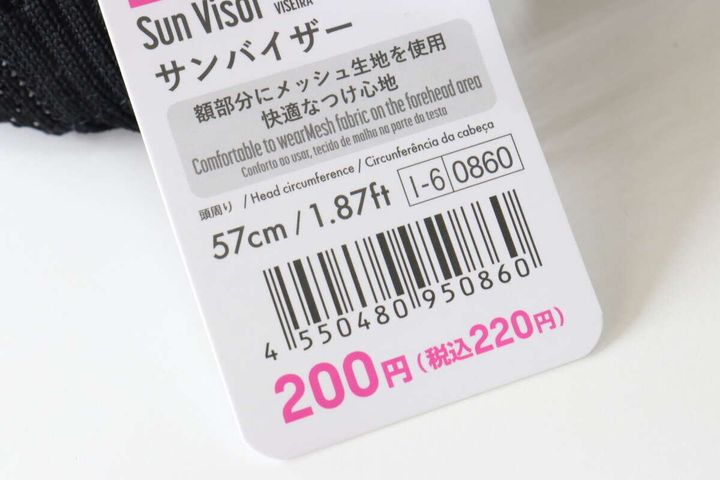 Sun Visor VISEIRA
サンバイザー
額部分にメッシュ生地を使用
快適なつけ心地
Comfortable to wearMesh fabric on the forehead area
Conforto ao usar, tecido de malha na parte da testa
頭周り / Head circumference / Circunferência da cabeça
57cm / 1.87ft I-6 0860
4 550480 950860
200円(税込220円)